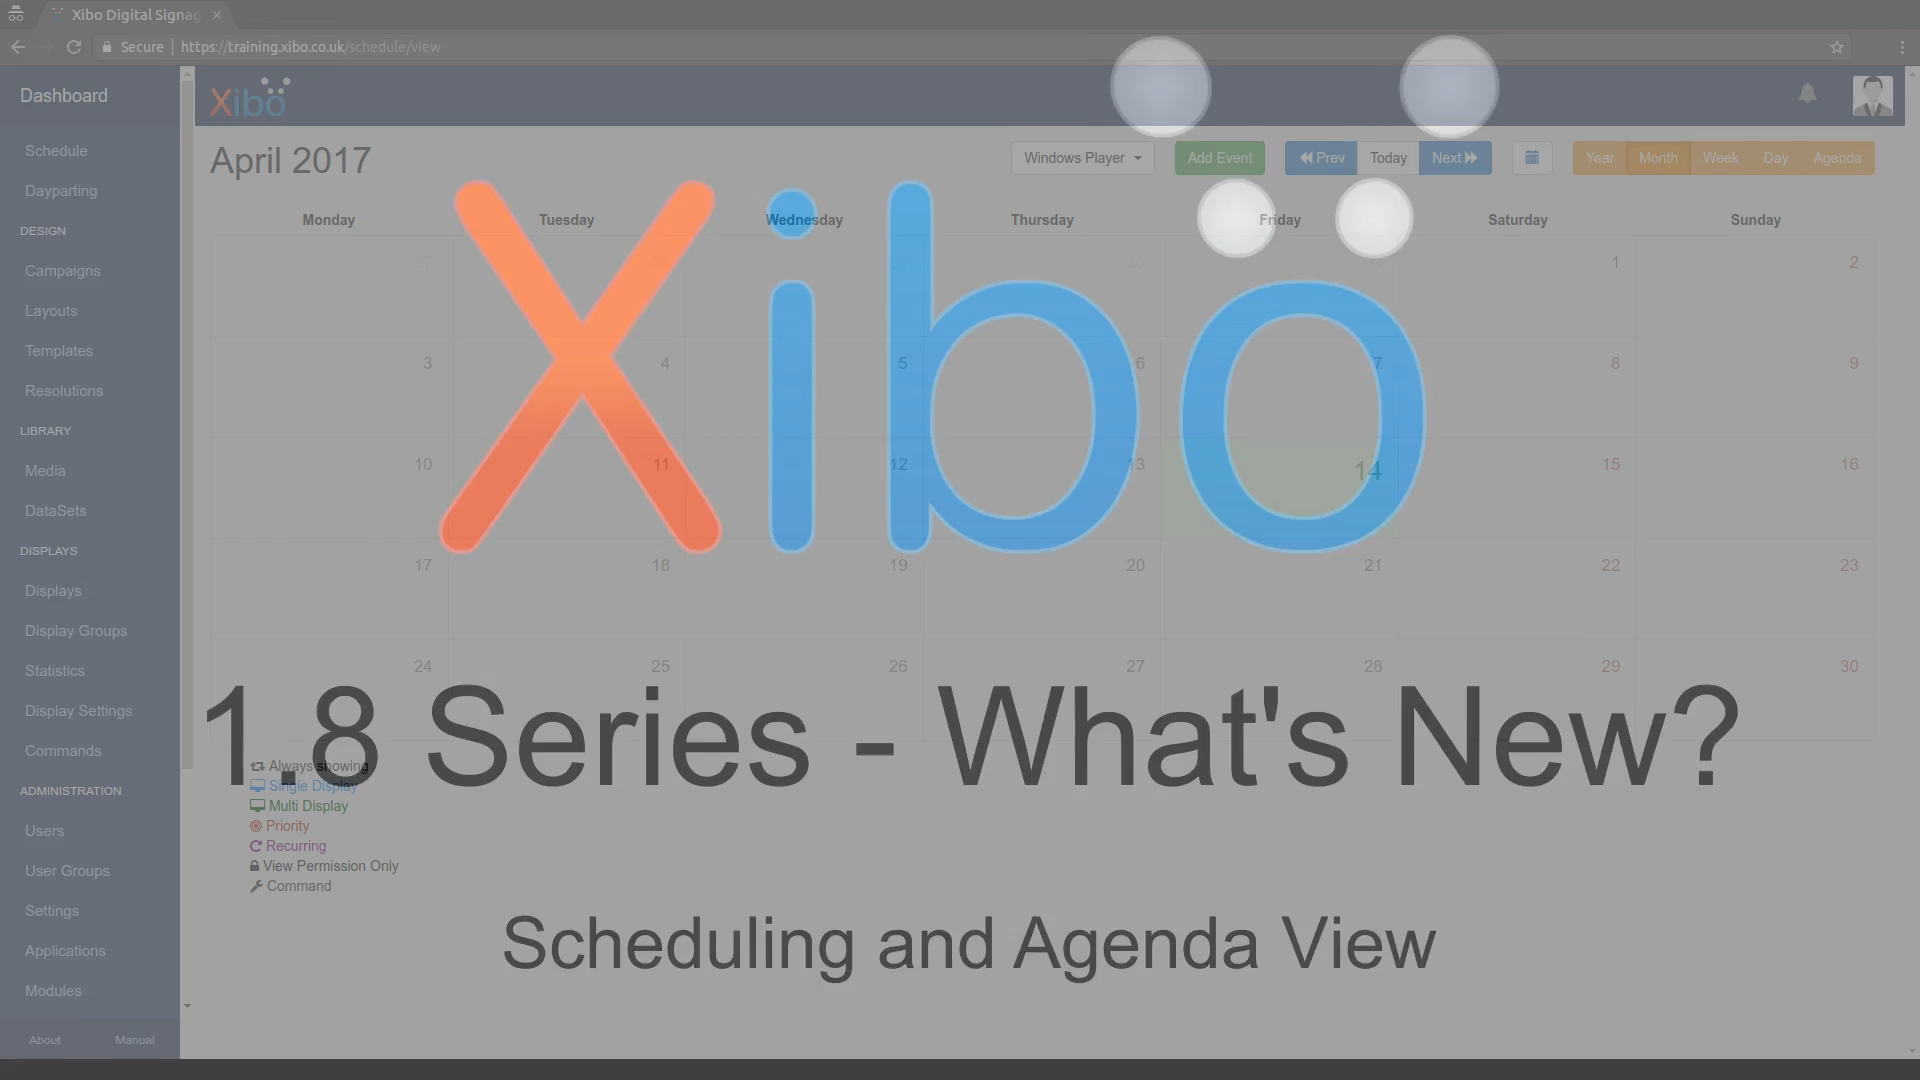 Xibo Digital Signag
Secure | https://training.xibo.co.uk/schedule/view
Dashboard
Xibo
Schedule
Dayparting
DESIGN
Campaigns
Layouts
Templates
Resolutions
LIBRARY
Media
DataSets
DISPLAYS
Displays
Display Groups
Statistics
Display Settings
Commands
ADMINISTRATION
Users
User Groups
Settings
Applications
Modules
About Manual
April 2017
Windows Player Add Event Prev Today Next Year Month Week Day Agenda
Monday Tuesday Wednesday Thursday Friday Saturday Sunday
27 30 1 2
3 4 5 6 7 8 9
10 11 12 13 14 15 16
17 18 19 20 21 22 23
24 25 26 27 28 29 30
Xibo
1.8 Series - What's New?
Always showing
Single Display
Multi Display
Priority
Recurring
View Permission Only
Command
Scheduling and Agenda View